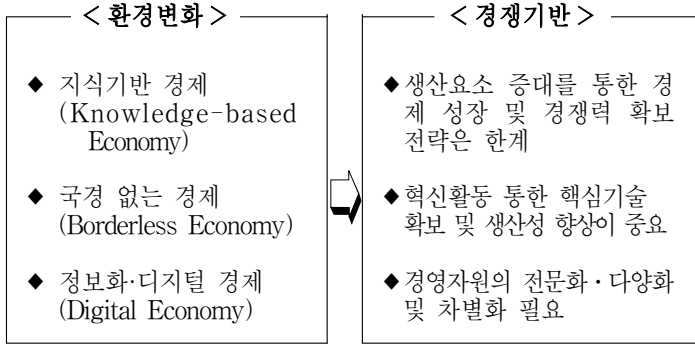 < 환경변화 >
◆ 지식기반 경제
(Knowledge-based
Economy)
◆ 국경 없는 경제
(Borderless Economy)
◆ 정보화·디지털 경제
(Digital Economy)
< 경쟁기반 >
◆생산요소 증대를 통한 경
제 성장 및 경쟁력 확보
전략은 한계
◆혁신활동 통한 핵심기술
확보 및 생산성 향상이 중요
◆경영자원의 전문화·다양화
및 차별화 필요